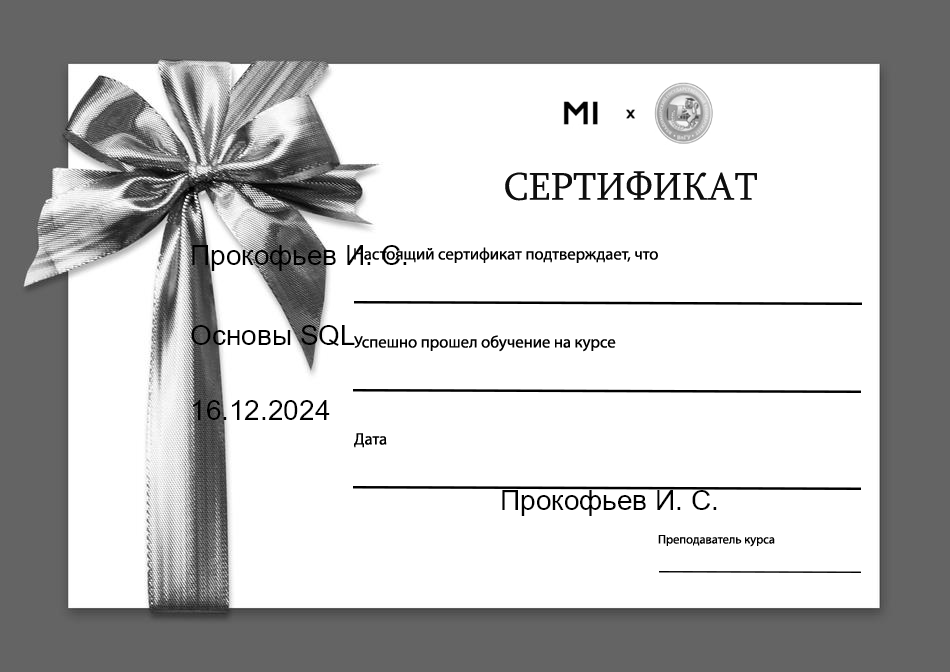 MI x
СЕРТИФИКАТ
Прокофьев И. С.
Настоящий сертификат подтверждает, что
Основы SQL
Успешно прошел обучение на курсе
16.12.2024
Дата
Прокофьев И. С.
Преподаватель курса